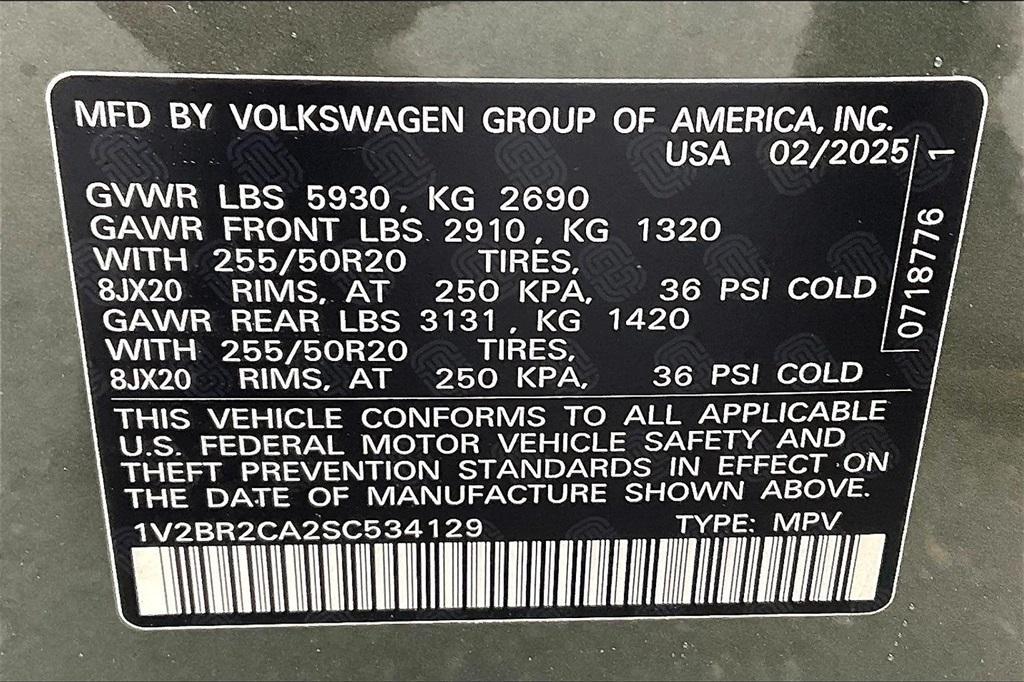 MFD BY VOLKSWAGEN GROUP OF AMERICA, INC.
USA 02/2025
GVWR LBS 5930, KG 2690
GAWR FRONT LBS 2910, KG 1320
WITH 255/50R20 TIRES,
8JX20 RIMS, AT 250 KPA, 36 PSI COLD
GAWR REAR LBS 3131, KG 1420
WITH 255/50R20 TIRES,
8JX20 RIMS, AT 250 KPA, 36 PSI COLD
THIS VEHICLE CONFORMS TO ALL APPLICABLE
U.S. FEDERAL MOTOR VEHICLE SAFETY AND
THEFT PREVENTION STANDARDS IN EFFECT ON
THE DATE OF MANUFACTURE SHOWN ABOVE.
1V2BR2CA2SC534129 TYPE: MPV
0718776 1